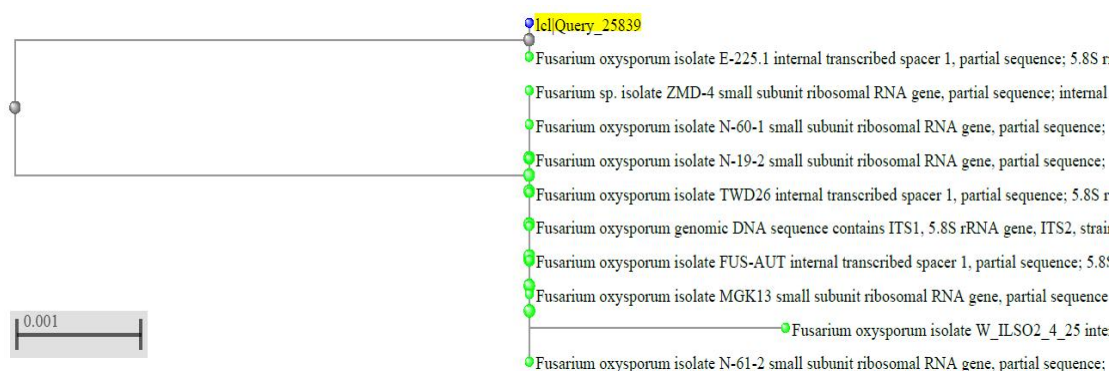 lcl|Query_25839
Fusarium oxysporum isolate E-225.1 internal transcribed spacer 1, partial sequence; 5.8S
Fusarium sp. isolate ZMD-4 small subunit ribosomal RNA gene, partial sequence; internal
Fusarium oxysporum isolate N-60-1 small subunit ribosomal RNA gene, partial sequence;
Fusarium oxysporum isolate N-19-2 small subunit ribosomal RNA gene, partial sequence;
Fusarium oxysporum isolate TWD26 internal transcribed spacer 1, partial sequence; 5.8S
Fusarium oxysporum genomic DNA sequence contains ITS1, 5.8S rRNA gene, ITS2,
Fusarium oxysporum isolate FUS-AUT internal transcribed spacer 1, partial sequence;
Fusarium oxysporum isolate MGK13 small subunit ribosomal RNA gene, partial sequence
0.001
Fusarium oxysporum isolate W_ILSO2_4_25
Fusarium oxysporum isolate N-61-2 small subunit ribosomal RNA gene, partial sequence;